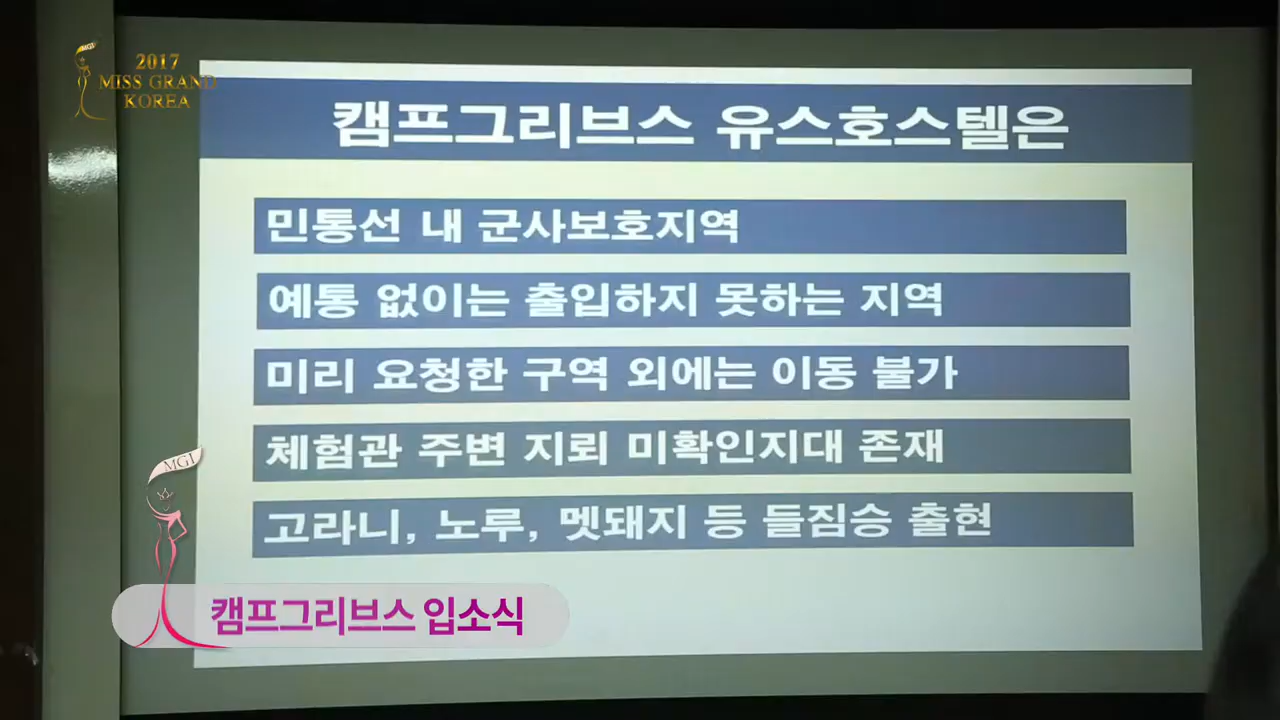 2017
MISS GRAND
KOREA
캠프그리브스 유스호스텔은
민통선 내 군사보호지역
예통 없이는 출입하지 못하는 지역
미리 요청한 구역 외에는 이동 불가
체험관 주변 지뢰 미확인지대 존재
고라니, 노루, 멧돼지 등 들짐승 출현
MGI
캠프그리브스 입소식